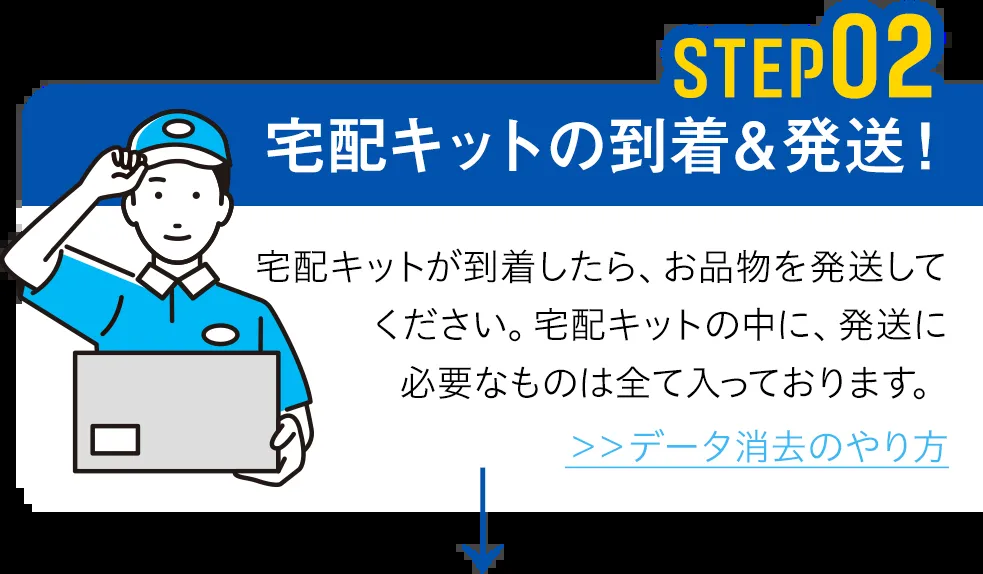 STEP02
宅配キットの到着&発送！
宅配キットが到着したら、お品物を発送して
ください。宅配キットの中に、発送に
必要なものは全て入っております。
>>データ消去のやり方